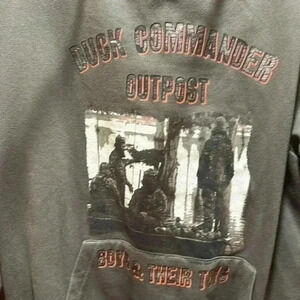 DUCK COMMANDER
OUTPOST
BOYS & THEIR TOYS